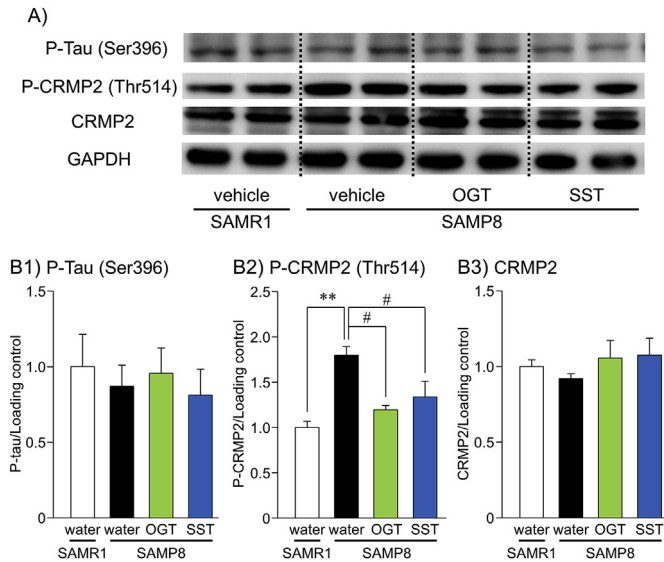 A)
P-Tau (Ser396)
P-CRMP2 (Thr514)
CRMP2
GAPDH
vehicle vehicle OGT SST
SAMR1 SAMP8
B1) P-Tau (Ser396)
1.5
1.0
0.5
0
P-tau/Loading control
water water OGT SST
SAMR1 SAMP8
B2) P-CRMP2 (Thr514)
2.5
2.0
1.5
1.0
0.5
0
P-CRMP2/Loading control
** # #
water water OGT SST
SAMR1 SAMP8
B3) CRMP2
1.5
1.0
0.5
0
CRMP2/Loading control
water water OGT SST
SAMR1 SAMP8